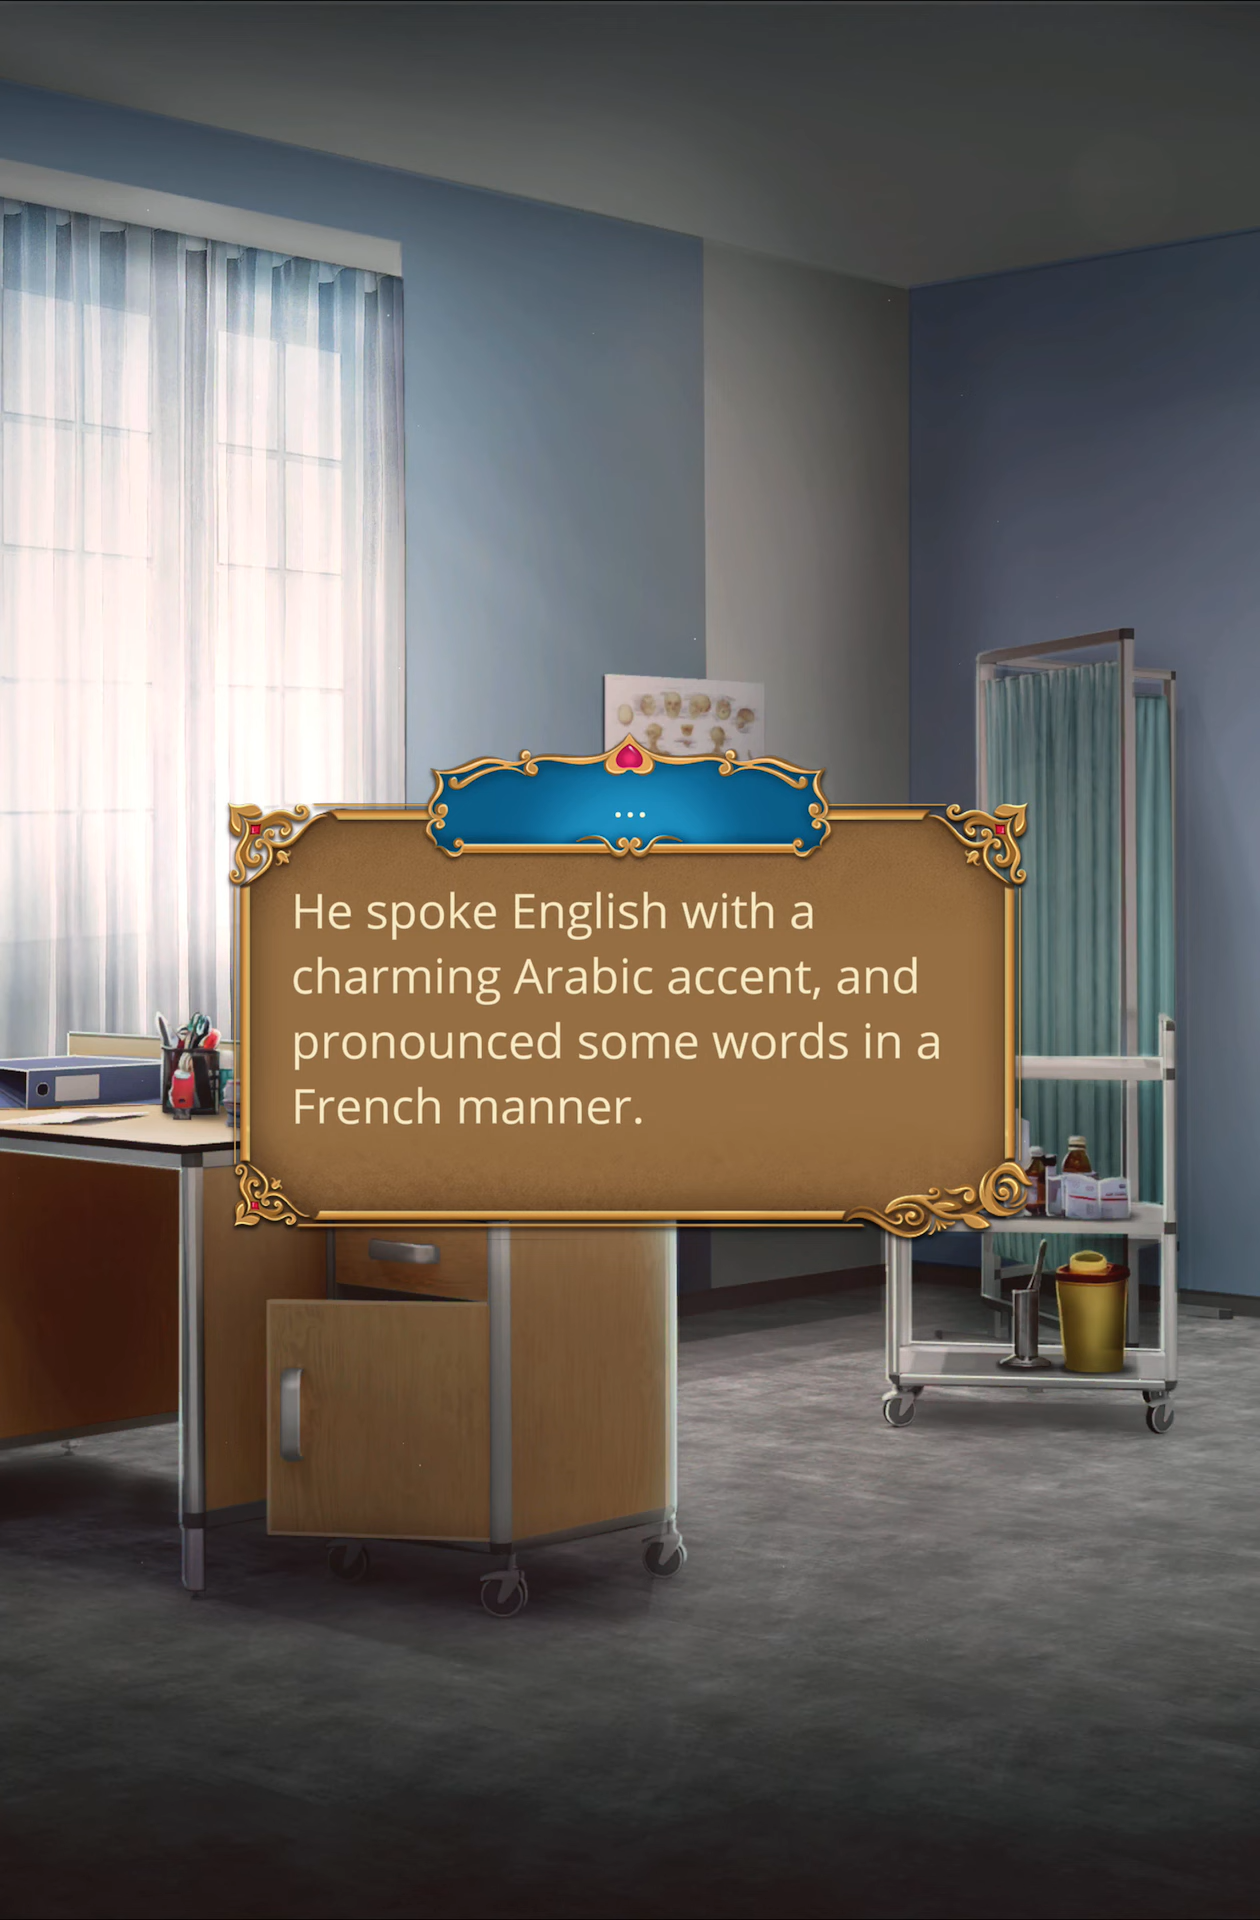 ...
He spoke English with a
charming Arabic accent, and
pronounced some words in a
French manner.